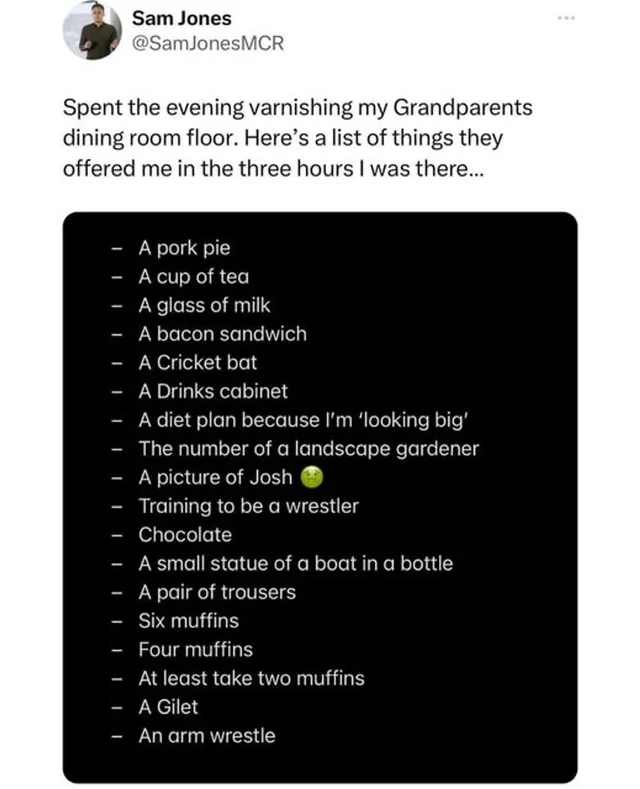 Sam Jones
@SamJonesMCR
Spent the evening varnishing my Grandparents
dining room floor. Here’s a list of things they
offered me in the three hours I was there...
– A pork pie
– A cup of tea
– A glass of milk
– A bacon sandwich
– A Cricket bat
– A Drinks cabinet
– A diet plan because I’m ‘looking big’
– The number of a landscape gardener
– A picture of Josh 🤢
– Training to be a wrestler
– Chocolate
– A small statue of a boat in a bottle
– A pair of trousers
– Six muffins
– Four muffins
– At least take two muffins
– A Gilet
– An arm wrestle